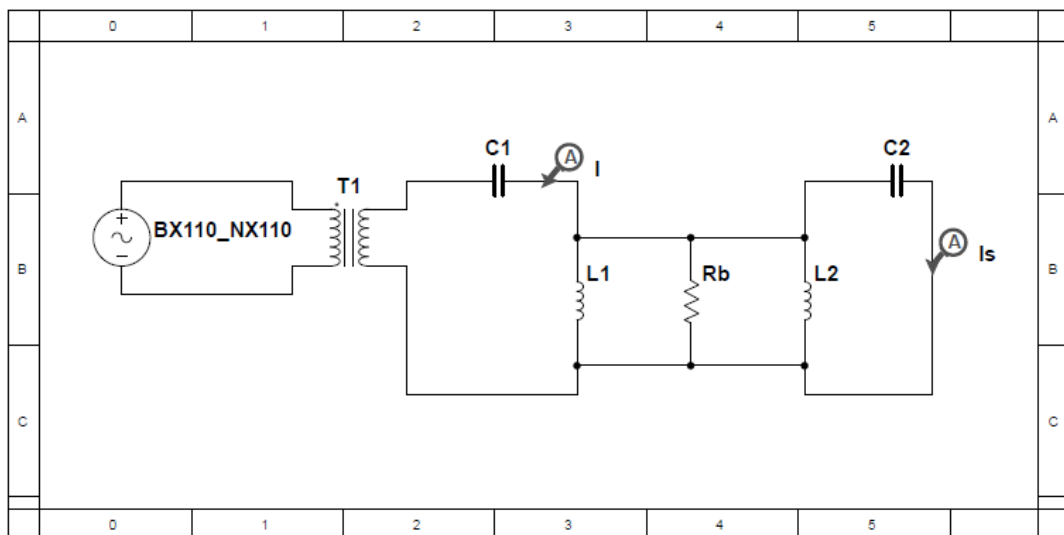 0 1 2 3 4 5
A A
C1 A I C2
T1
BX110_NX110 A Is
B B
L1 Rb L2
C C
0 1 2 3 4 5